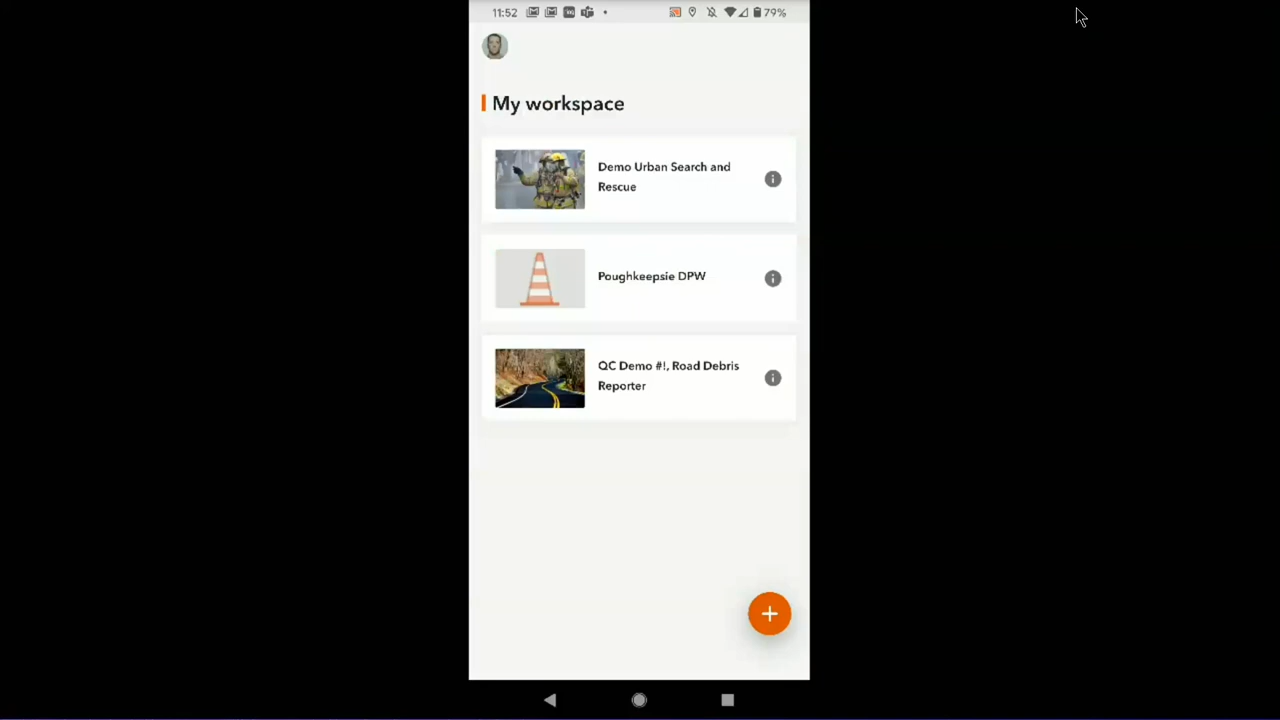 11:52
79%
My workspace
Demo Urban Search and
Rescue
Poughkeepsie DPW
QC Demo #!, Road Debris
Reporter